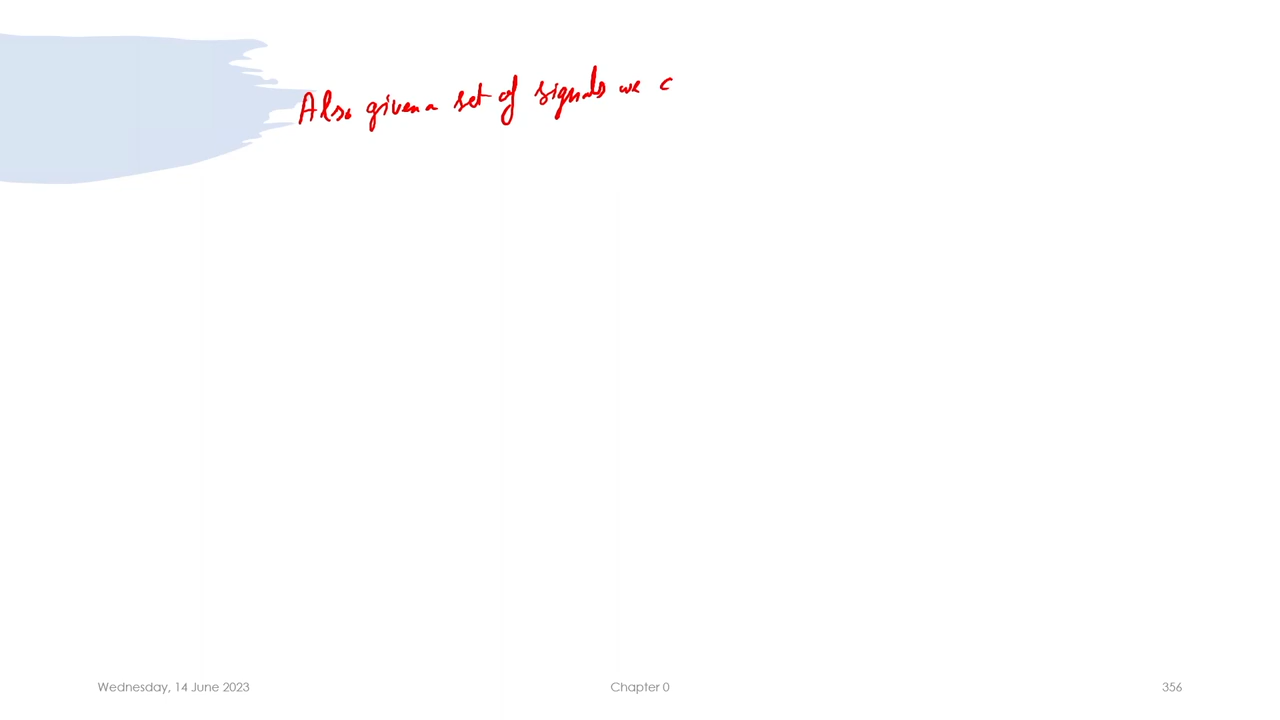 Also given a set of signals we c
Wednesday, 14 June 2023
Chapter 0
356